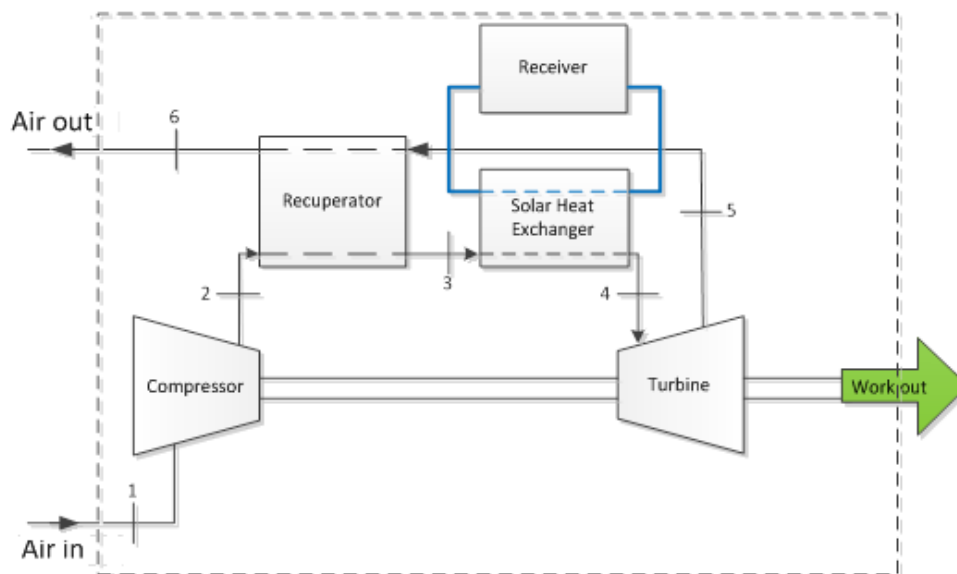 Receiver
Air out
6
Recuperator
Solar Heat
Exchanger
5
2
3
4
Compressor
Turbine
Work out
1
Air in